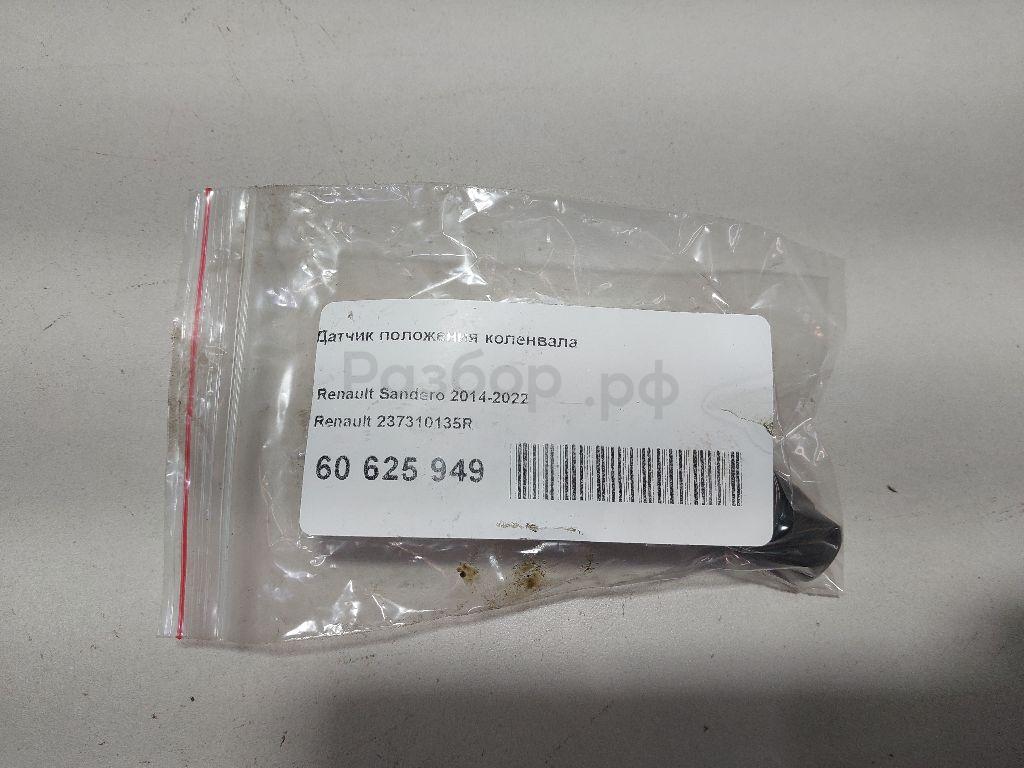 Датчик положения коленвала
Разбор.рф
Renault Sandero 2014-2022
Renault 237310135R
60 625 949